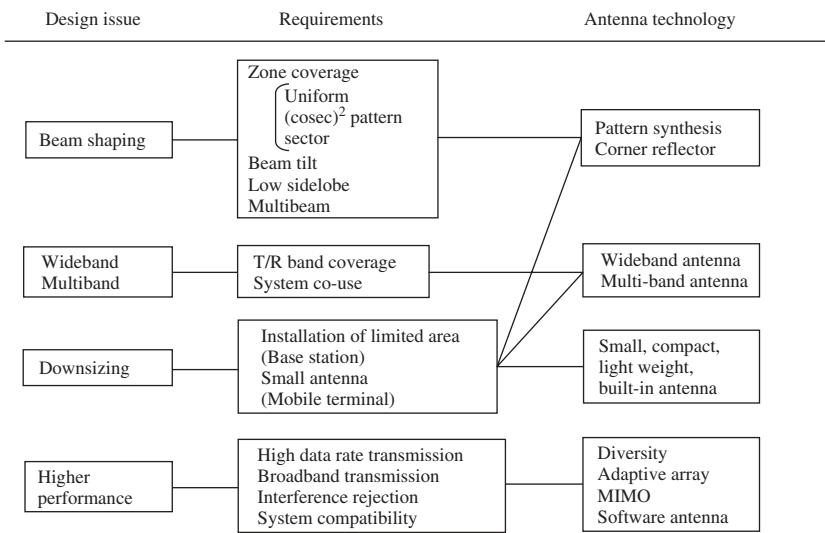 Design issue
Requirements
Antenna technology
Beam shaping
Zone coverage
Uniform
(cosec)² pattern
sector
Beam tilt
Low sidelobe
Multibeam
Pattern synthesis
Corner reflector
Wideband
Multiband
T/R band coverage
System co-use
Wideband antenna
Multi-band antenna
Downsizing
Installation of limited area
(Base station)
Small antenna
(Mobile terminal)
Small, compact,
light weight,
built-in antenna
Higher
performance
High data rate transmission
Broadband transmission
Interference rejection
System compatibility
Diversity
Adaptive array
MIMO
Software antenna